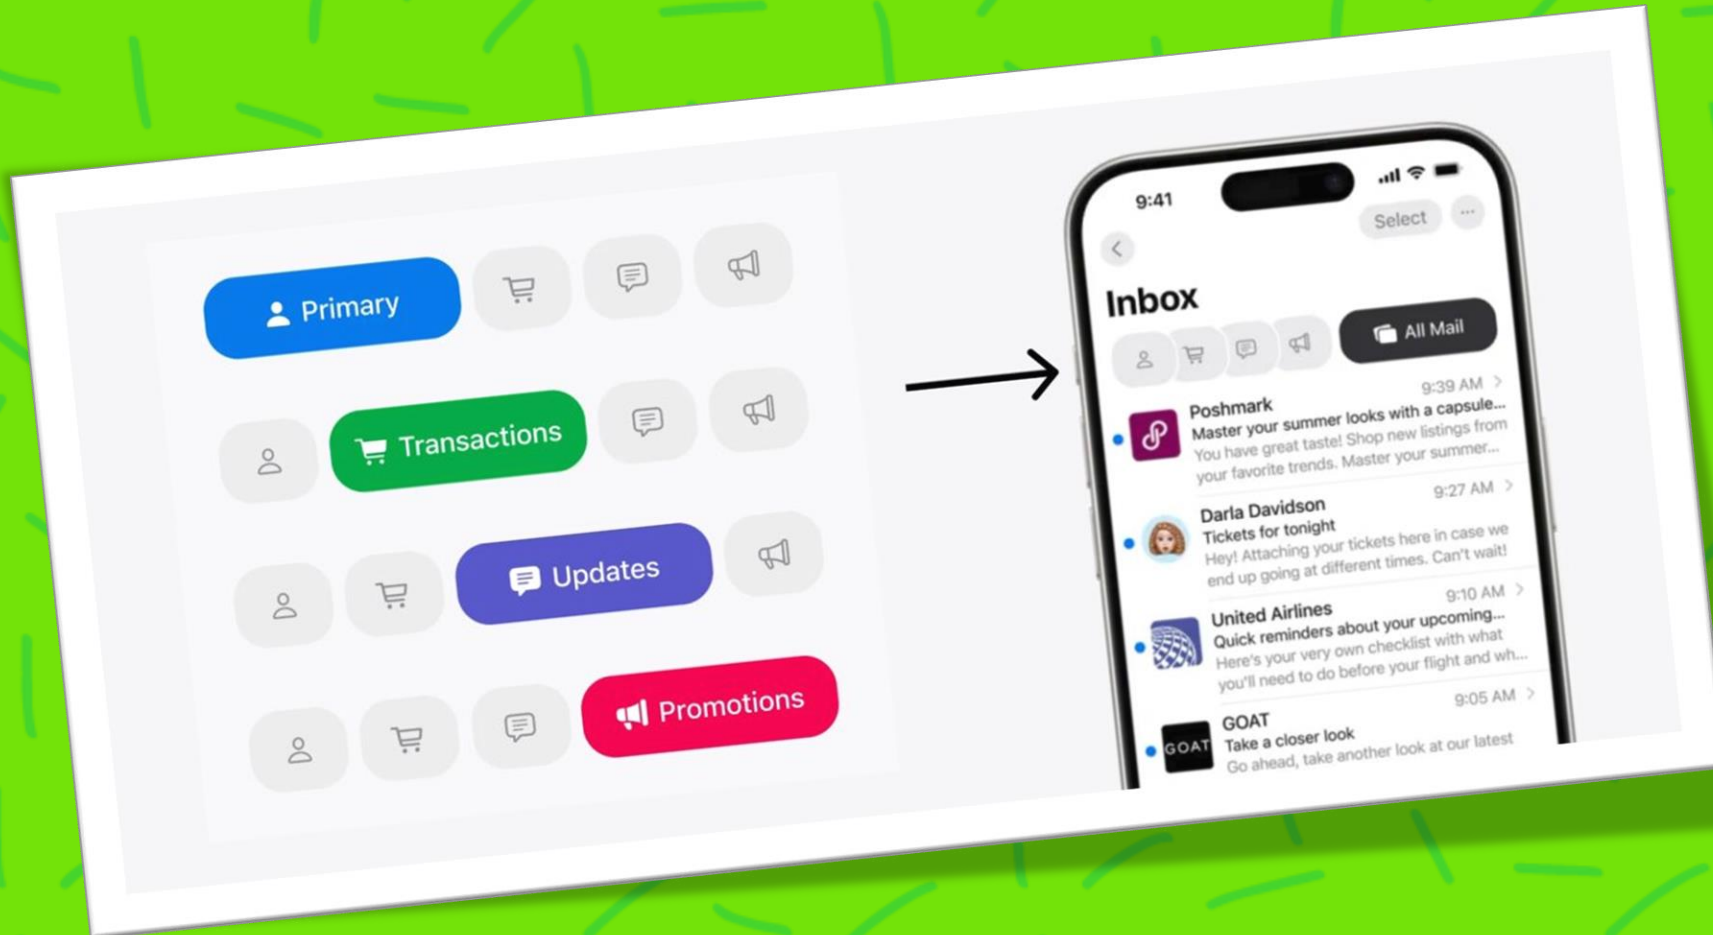 Primary
Transactions
Updates
Promotions
9:41
Select
Inbox
All Mail
Poshmark
9:39 AM
Master your summer looks with a capsule...
You have great taste! Shop new listings from
your favorite trends. Master your summer...
Darla Davidson
9:27 AM
Tickets for tonight
Hey! Attaching your tickets here in case we
end up going at different times. Can't wait!
United Airlines
9:10 AM
Quick reminders about your upcoming...
Here's your very own checklist with what
you'll need to do before your flight and wh...
GOAT
GOAT
9:05 AM
Take a closer look
Go ahead, take another look at our latest